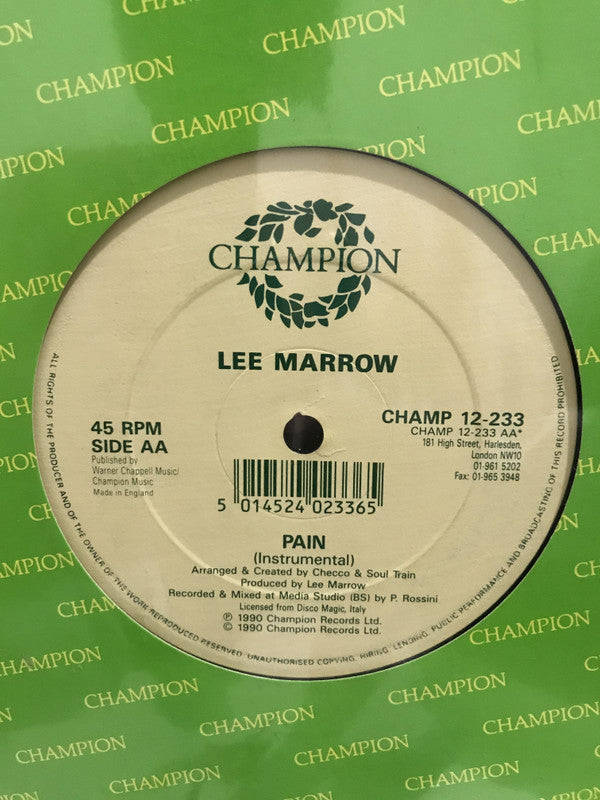 CHAMPION
CHAMPION
CHAMPION
CHAMPION
CHAMPION
LEE MARROW
45 RPM
SIDE AA
Published by
Warner Chappell Music/
Champion Music
Made in England
CHAMP 12-233
CHAMP 12-233 AA*
181 High Street, Harlesden,
London NW10
01-961 5202
Fax: 01-965 3948
5 014524 023365
PAIN
(Instrumental)
Arranged & Created by Checco & Soul Train
Produced by Lee Marrow
Recorded & Mixed at Media Studio (BS) by P. Rossini
Licensed from Disco Magic, Italy
℗ 1990 Champion Records Ltd.
© 1990 Champion Records Ltd.
ALL RIGHTS OF THE PRODUCER AND OF THE OWNER OF THE WORK REPRODUCED RESERVED. UNAUTHORISED COPYING, HIRING, LENDING, PUBLIC PERFORMANCE AND BROADCASTING OF THIS RECORD PROHIBITED
CHAMPION
CHAMPION
CHAMPION
CHAMPION
CHAMPION
CHAMPION
CHAMPION
CHAMPION